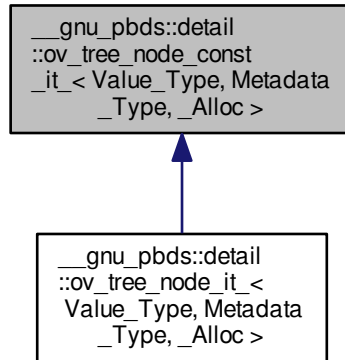 __gnu_pbds::detail
::ov_tree_node_const
_it_< Value_Type, Metadata
_Type, _Alloc >
__gnu_pbds::detail
::ov_tree_node_it_<
Value_Type, Metadata
_Type, _Alloc >